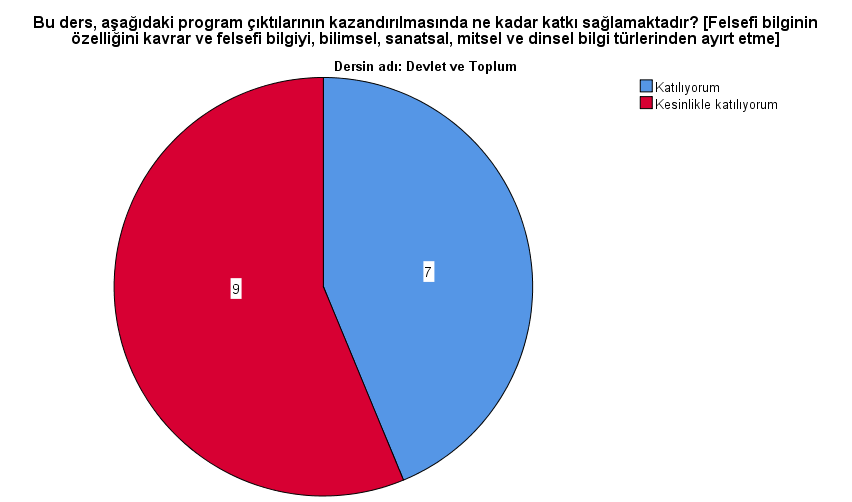 Bu ders, aşağıdaki program çıktılarının kazandırılmasında ne kadar katkı sağlamaktadır? [Felsefi bilginin
özelliğini kavrar ve felsefi bilgiyi, bilimsel, sanatsal, mitsel ve dinsel bilgi türlerinden ayırt etme]
Dersin adı: Devlet ve Toplum
Katılıyorum
Kesinlikle katılıyorum
7
9